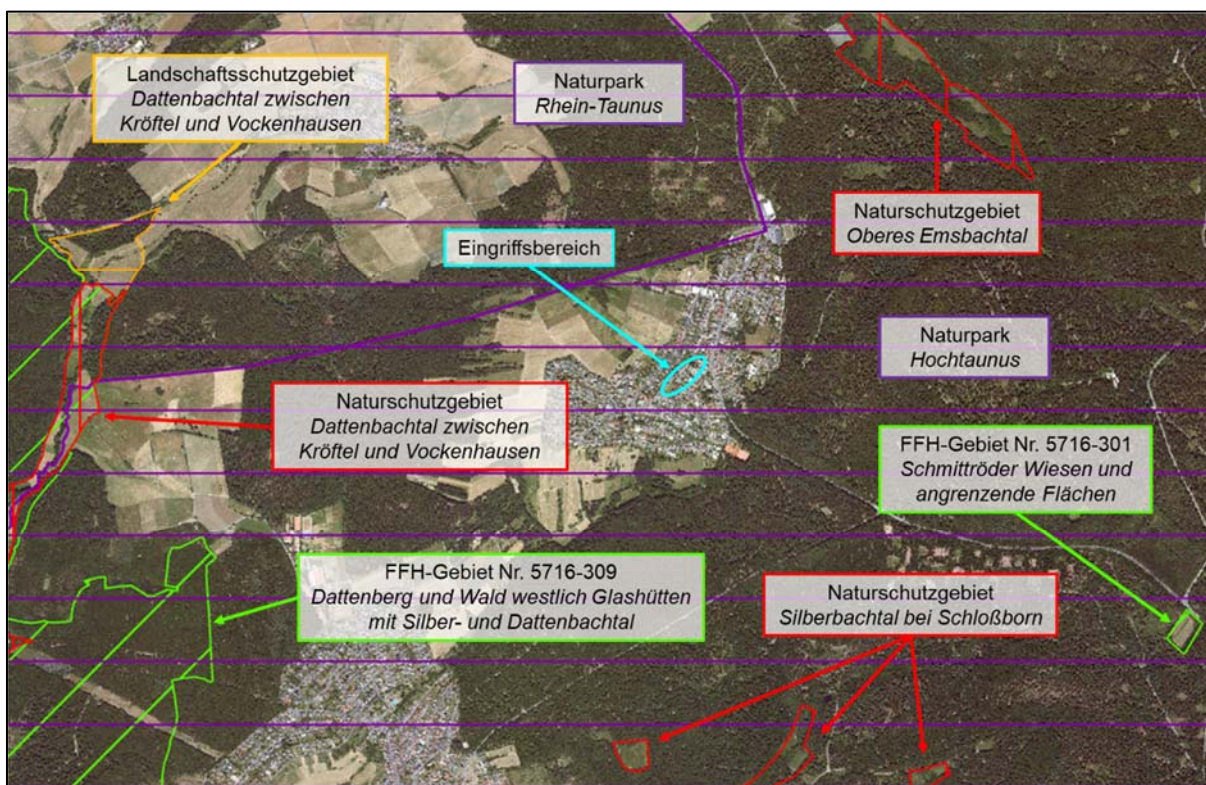 Landschaftsschutzgebiet
Dattenbachtal zwischen
Kröftel und Vockenhausen
Naturpark
Rhein-Taunus
Naturschutzgebiet
Oberes Emsbachtal
Eingriffsbereich
Naturpark
Hochtaunus
Naturschutzgebiet
Dattenbachtal zwischen
Kröftel und Vockenhausen
FFH-Gebiet Nr. 5716-301
Schmittröder Wiesen und
angrenzende Flächen
FFH-Gebiet Nr. 5716-309
Dattenberg und Wald westlich Glashütten
mit Silber- und Dattenbachtal
Naturschutzgebiet
Silberbachtal bei Schloßborn